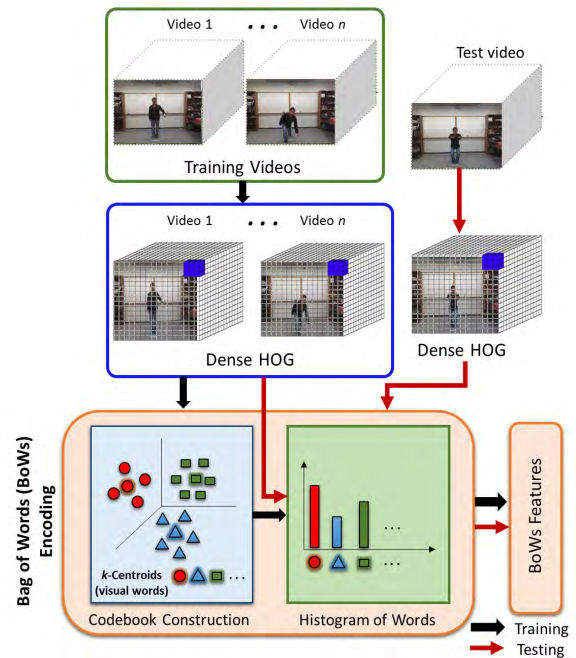 Video 1 • • • Video n
Test video
Training Videos
Video 1 • • • Video n
Dense HOG
Dense HOG
Bag of Words (BoWs)
Encoding
k-Centroids
(visual words)
...
...
...
Codebook Construction
Histogram of Words
BoWs Features
Training
Testing